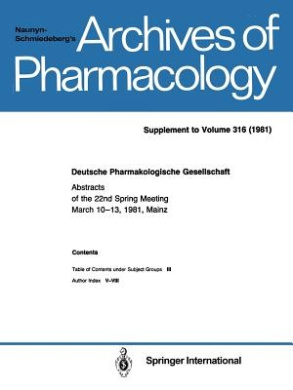 Naunyn-
Schmiedeberg's
Archives of
Pharmacology
Supplement to Volume 316 (1981)
Deutsche Pharmakologische Gesellschaft
Abstracts
of the 22nd Spring Meeting
March 10–13, 1981, Mainz
Contents
Table of Contents under Subject Groups III
Author Index V–VIII
Springer International